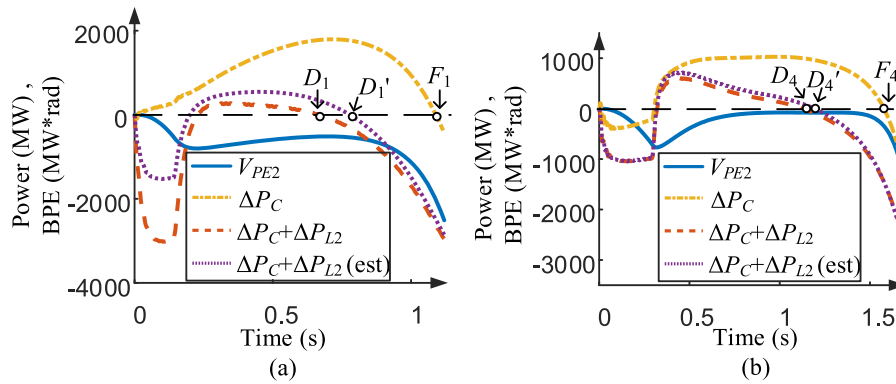 Power (MW) ,
BPE (MW*rad)
2000
0
-2000
-4000
D1
D1'
F1
VPE2
ΔPC
ΔPC+ΔPL2
ΔPC+ΔPL2 (est)
0
0.5
1
Time (s)
(a)
Power (MW) ,
BPE (MW*rad)
1000
0
-1000
-2000
-3000
D4
D4'
F4
VPE2
ΔPC
ΔPC+ΔPL2
ΔPC+ΔPL2 (est)
0
0.5
1
1.5
Time (s)
(b)